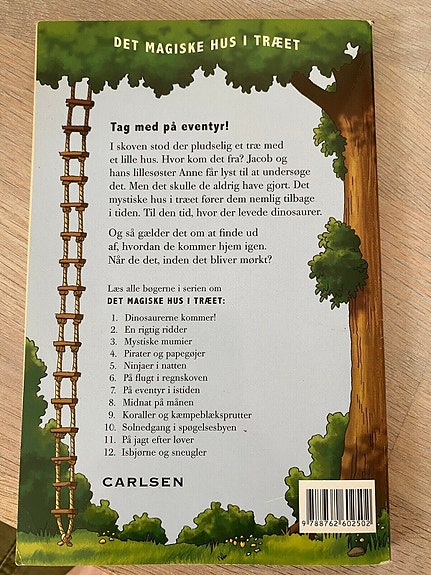 DET MAGISKE HUS I TRÆET
Tag med på eventyr!
I skoven stod der pludselig et træ med
et lille hus. Hvor kom det fra? Jacob og
hans lillesøster Anne får lyst til at undersøge
det. Men det skulle de aldrig have gjort. Det
mystiske hus i træet fører dem nemlig tilbage
i tiden. Til den tid, hvor der levede dinosaurer.
Og så gælder det om at finde ud
af, hvordan de kommer hjem igen.
Når de det, inden det bliver mørkt?
Læs alle bøgerne i serien om
DET MAGISKE HUS I TRÆET:
1. Dinosaurerne kommer!
2. En rigtig ridder
3. Mystiske mumier
4. Pirater og papegøjer
5. Ninjaer i natten
6. På flugt i regnskoven
7. På eventyr i istiden
8. Midnat på månen
9. Koraller og kæmpeblæksprutter
10. Solnedgang i spøgelsesbyen
11. På jagt efter løver
12. Isbjørne og sneugler
CARLSEN
9 788762 602502